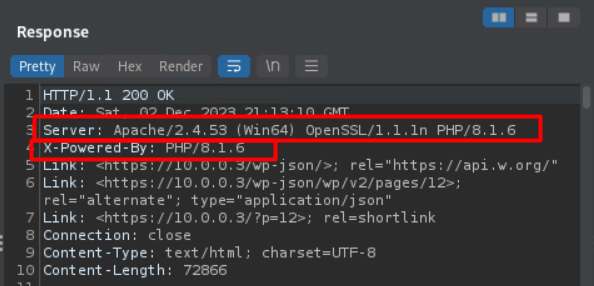 Response
Pretty Raw Hex Render \n
1 HTTP/1.1 200 OK
2 Date: Sat, 02 Dec 2023 21:13:10 GMT
3 Server: Apache/2.4.53 (Win64) OpenSSL/1.1.1n PHP/8.1.6
4 X-Powered-By: PHP/8.1.6
5 Link: <https://10.0.0.3/wp-json/>; rel="https://api.w.org/"
6 Link: <https://10.0.0.3/wp-json/wp/v2/pages/12>;
rel="alternate"; type="application/json"
7 Link: <https://10.0.0.3/?p=12>; rel=shortlink
8 Connection: close
9 Content-Type: text/html; charset=UTF-8
10 Content-Length: 72866